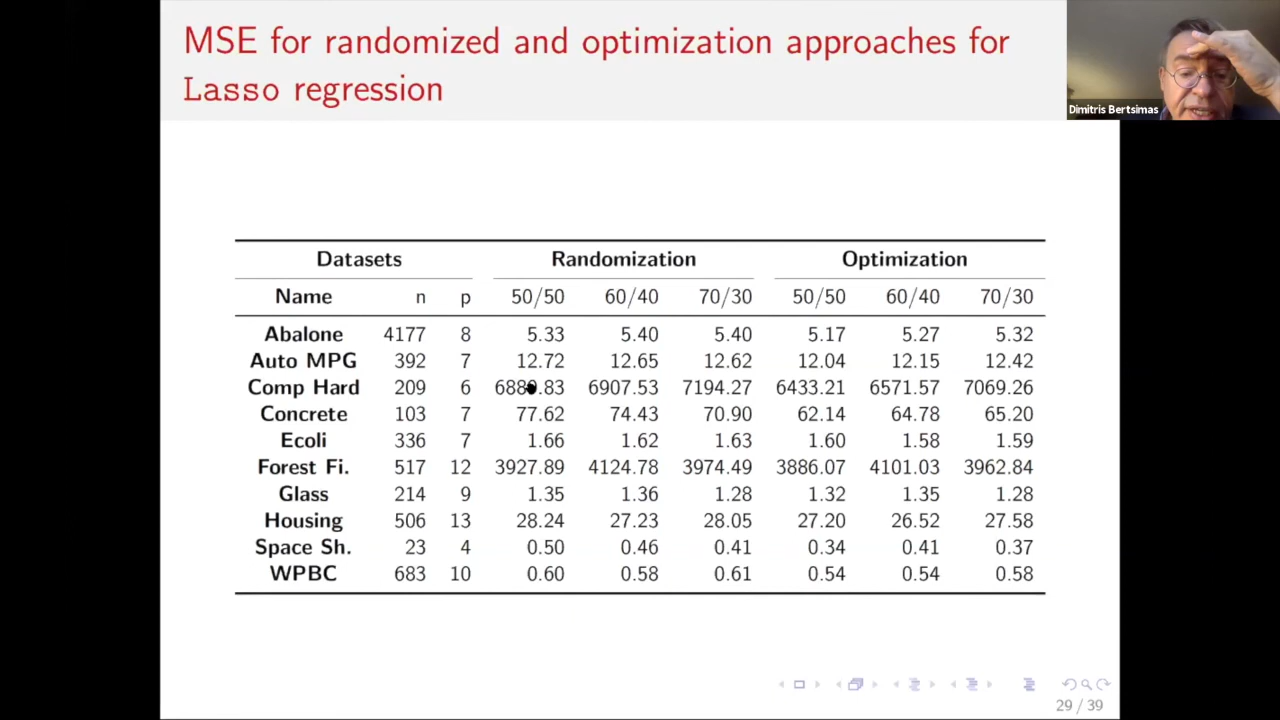 MSE for randomized and optimization approaches for
Lasso regression
Dimitris Bertsimas
Datasets Randomization Optimization
Name n p 50/50 60/40 70/30 50/50 60/40 70/30
Abalone 4177 8 5.33 5.40 5.40 5.17 5.27 5.32
Auto MPG 392 7 12.72 12.65 12.62 12.04 12.15 12.42
Comp Hard 209 6 6907.53 7194.27 6433.21 6571.57 7069.26
Concrete 103 7 77.62 74.43 70.90 62.14 64.78 65.20
Ecoli 336 7 1.66 1.62 1.63 1.60 1.58 1.59
Forest Fi. 517 12 3927.89 4124.78 3974.49 3886.07 4101.03 3962.84
Glass 214 9 1.35 1.36 1.28 1.32 1.35 1.28
Housing 506 13 28.24 27.23 28.05 27.20 26.52 27.58
Space Sh. 23 4 0.50 0.46 0.41 0.34 0.41 0.37
WPBC 683 10 0.60 0.58 0.61 0.54 0.54 0.58
29 / 39